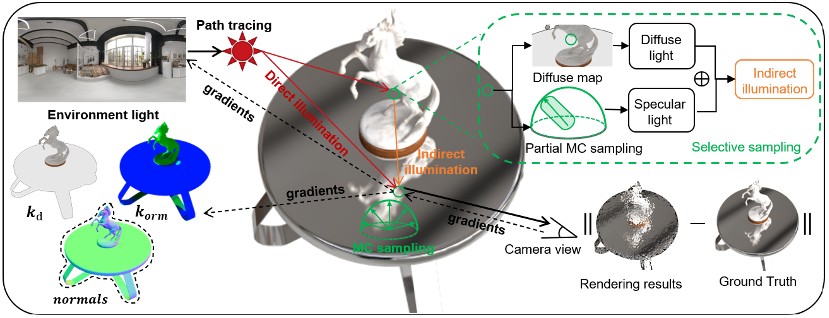 Path tracing
Environment light
gradients
Direct illumination
Indirect
illumination
gradients
gradients
MC sampling
Camera view
k_d
k_orm
normals
Diffuse map
Diffuse
light
⊕
Indirect
illumination
Partial MC sampling
Specular
light
Selective sampling
|| — ||
Rendering results
Ground Truth